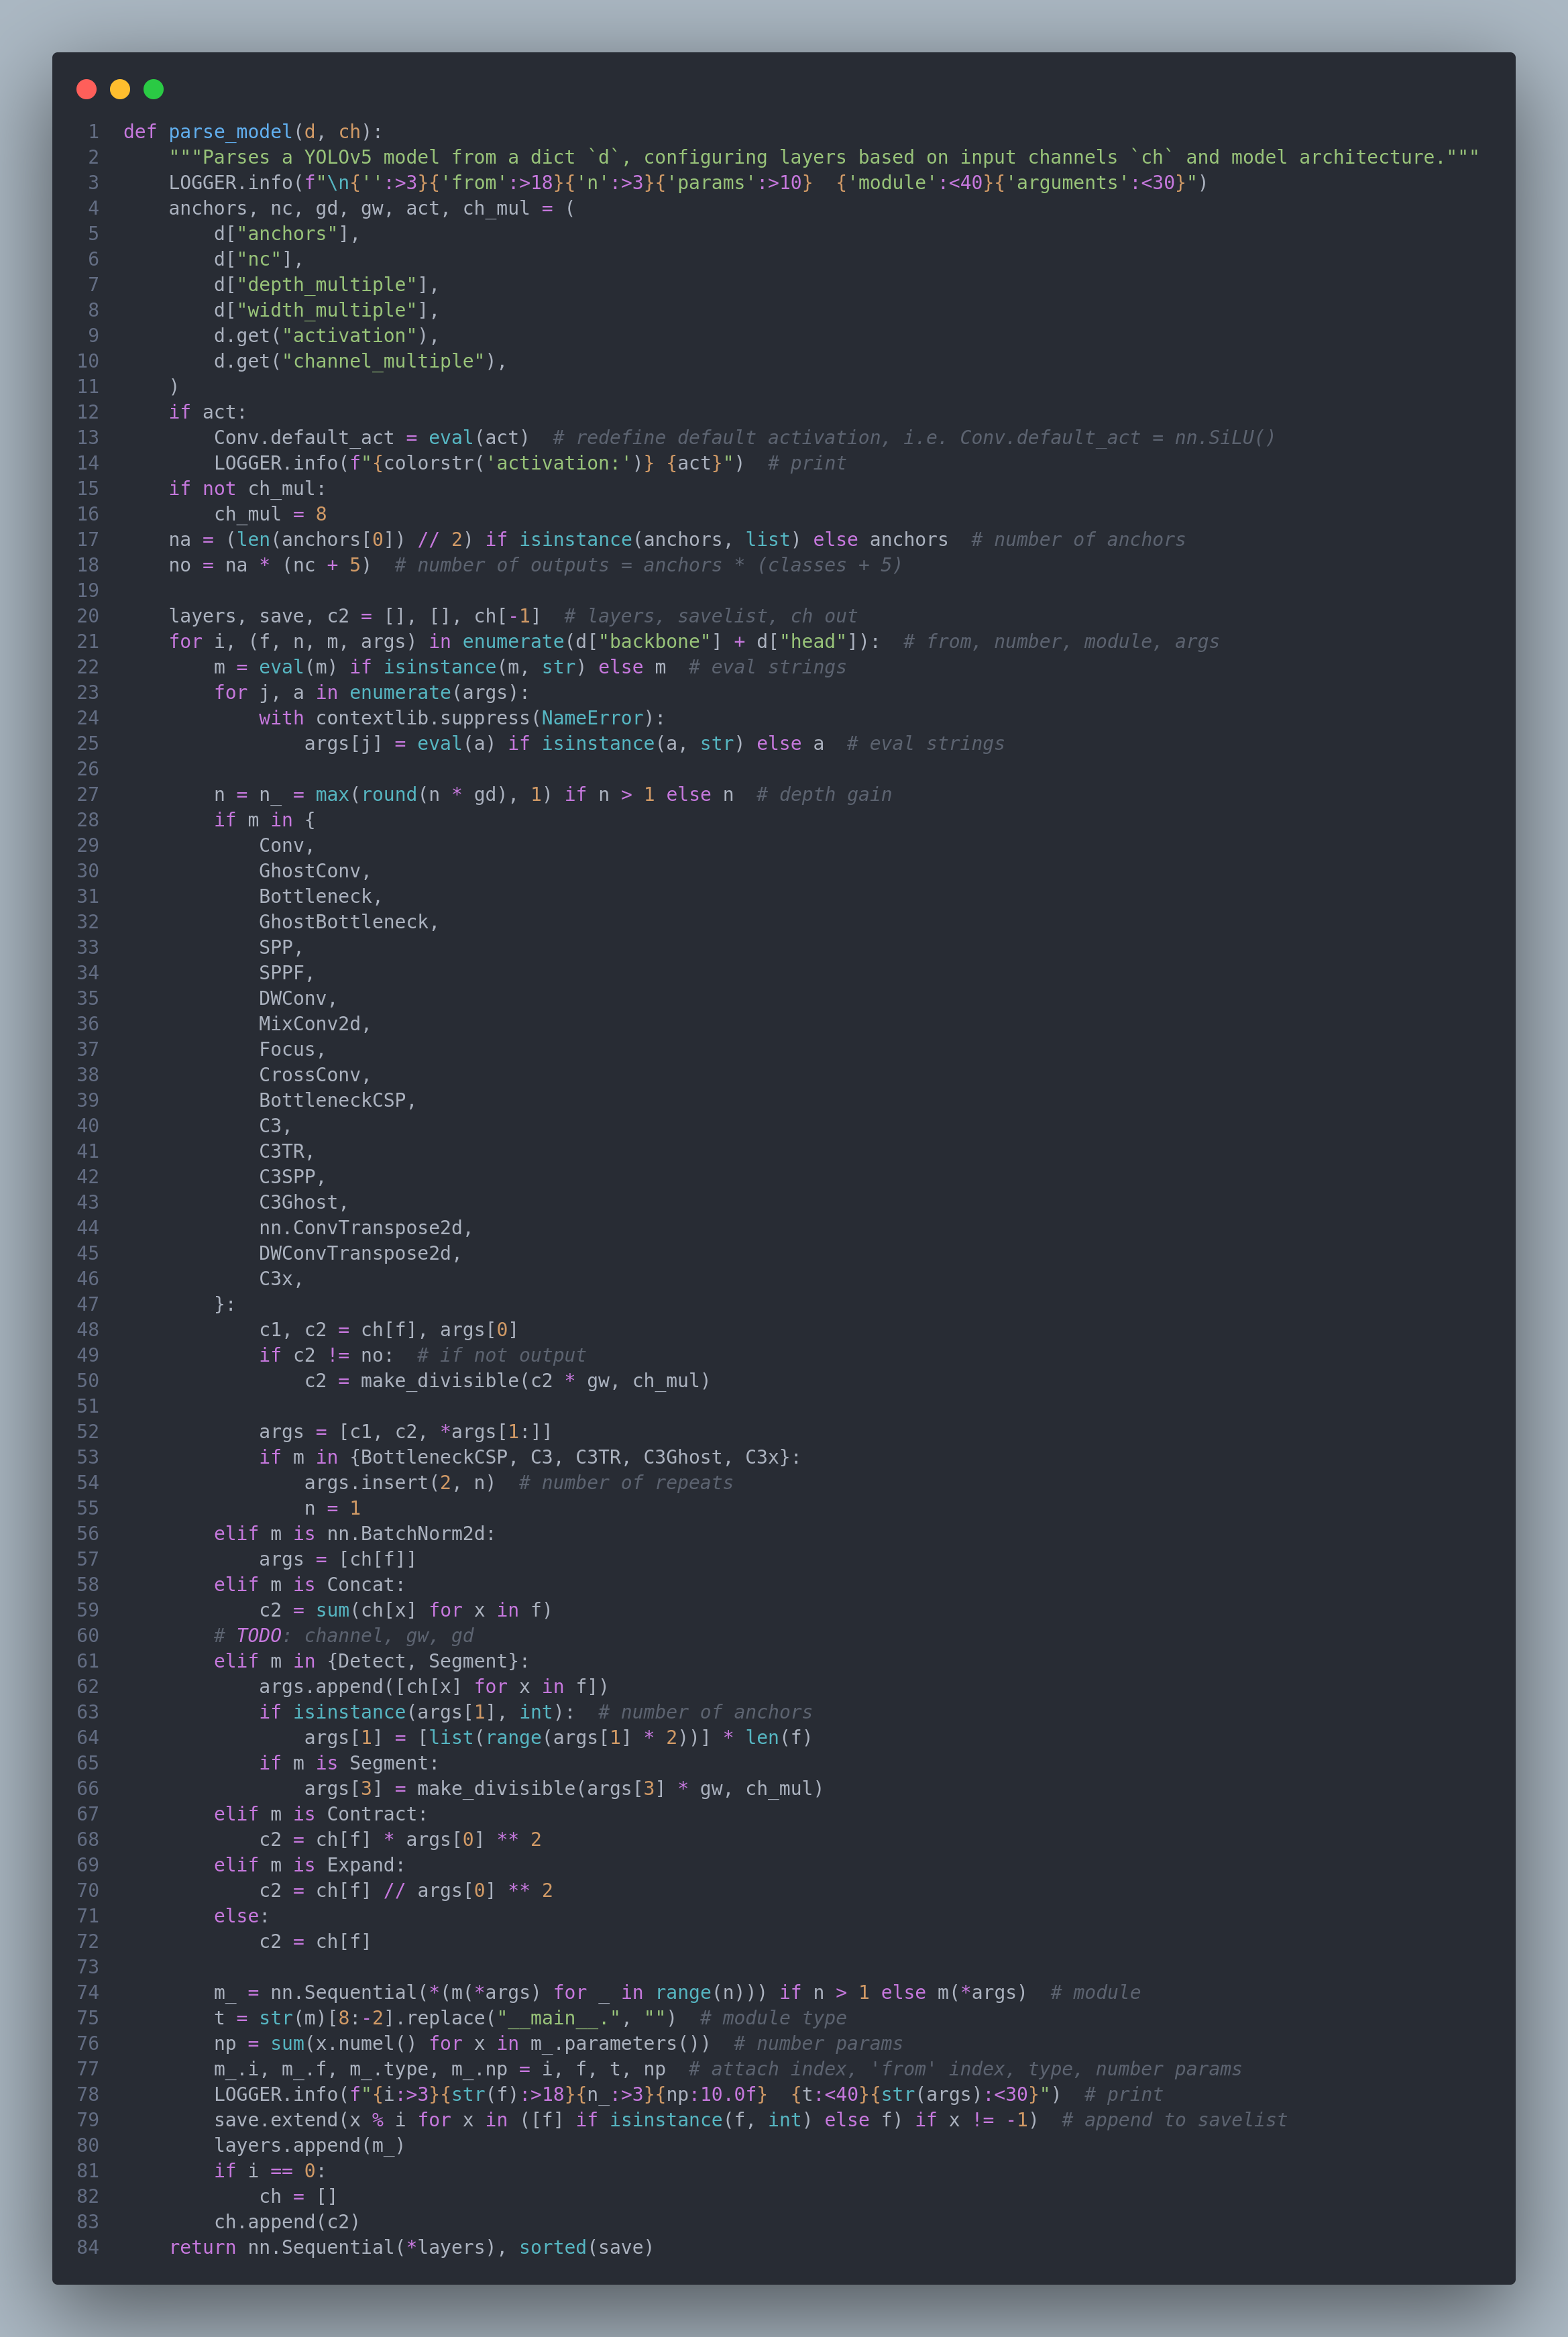 1 def parse_model(d, ch):
2     """Parses a YOLOv5 model from a dict `d`, configuring layers based on input channels `ch` and model architecture."""
3     LOGGER.info(f"\n{'':>3}{'from':>18}{'n':>3}{'params':>10}  {'module':<40}{'arguments':<30}")
4     anchors, nc, gd, gw, act, ch_mul = (
5         d["anchors"],
6         d["nc"],
7         d["depth_multiple"],
8         d["width_multiple"],
9         d.get("activation"),
10         d.get("channel_multiple"),
11     )
12     if act:
13         Conv.default_act = eval(act)  # redefine default activation, i.e. Conv.default_act = nn.SiLU()
14         LOGGER.info(f"{colorstr('activation:')} {act}")  # print
15     if not ch_mul:
16         ch_mul = 8
17     na = (len(anchors[0]) // 2) if isinstance(anchors, list) else anchors  # number of anchors
18     no = na * (nc + 5)  # number of outputs = anchors * (classes + 5)
19
20     layers, save, c2 = [], [], ch[-1]  # layers, savelist, ch out
21     for i, (f, n, m, args) in enumerate(d["backbone"] + d["head"]):  # from, number, module, args
22         m = eval(m) if isinstance(m, str) else m  # eval strings
23         for j, a in enumerate(args):
24             with contextlib.suppress(NameError):
25                 args[j] = eval(a) if isinstance(a, str) else a  # eval strings
26
27         n = n_ = max(round(n * gd), 1) if n > 1 else n  # depth gain
28         if m in {
29             Conv,
30             GhostConv,
31             Bottleneck,
32             GhostBottleneck,
33             SPP,
34             SPPF,
35             DWConv,
36             MixConv2d,
37             Focus,
38             CrossConv,
39             BottleneckCSP,
40             C3,
41             C3TR,
42             C3SPP,
43             C3Ghost,
44             nn.ConvTranspose2d,
45             DWConvTranspose2d,
46             C3x,
47         }:
48             c1, c2 = ch[f], args[0]
49             if c2 != no:  # if not output
50                 c2 = make_divisible(c2 * gw, ch_mul)
51
52             args = [c1, c2, *args[1:]]
53             if m in {BottleneckCSP, C3, C3TR, C3Ghost, C3x}:
54                 args.insert(2, n)  # number of repeats
55                 n = 1
56         elif m is nn.BatchNorm2d:
57             args = [ch[f]]
58         elif m is Concat:
59             c2 = sum(ch[x] for x in f)
60         # TODO: channel, gw, gd
61         elif m in {Detect, Segment}:
62             args.append([ch[x] for x in f])
63             if isinstance(args[1], int):  # number of anchors
64                 args[1] = [list(range(args[1] * 2))] * len(f)
65             if m is Segment:
66                 args[3] = make_divisible(args[3] * gw, ch_mul)
67         elif m is Contract:
68             c2 = ch[f] * args[0] ** 2
69         elif m is Expand:
70             c2 = ch[f] // args[0] ** 2
71         else:
72             c2 = ch[f]
73
74         m_ = nn.Sequential(*(m(*args) for _ in range(n))) if n > 1 else m(*args)  # module
75         t = str(m)[8:-2].replace("__main__.", "")  # module type
76         np = sum(x.numel() for x in m_.parameters())  # number params
77         m_.i, m_.f, m_.type, m_.np = i, f, t, np  # attach index, 'from' index, type, number params
78         LOGGER.info(f"{i:>3}{str(f):>18}{n_:>3}{np:10.0f}  {t:<40}{str(args):<30}")  # print
79         save.extend(x % i for x in ([f] if isinstance(f, int) else f) if x != -1)  # append to savelist
80         layers.append(m_)
81         if i == 0:
82             ch = []
83         ch.append(c2)
84     return nn.Sequential(*layers), sorted(save)